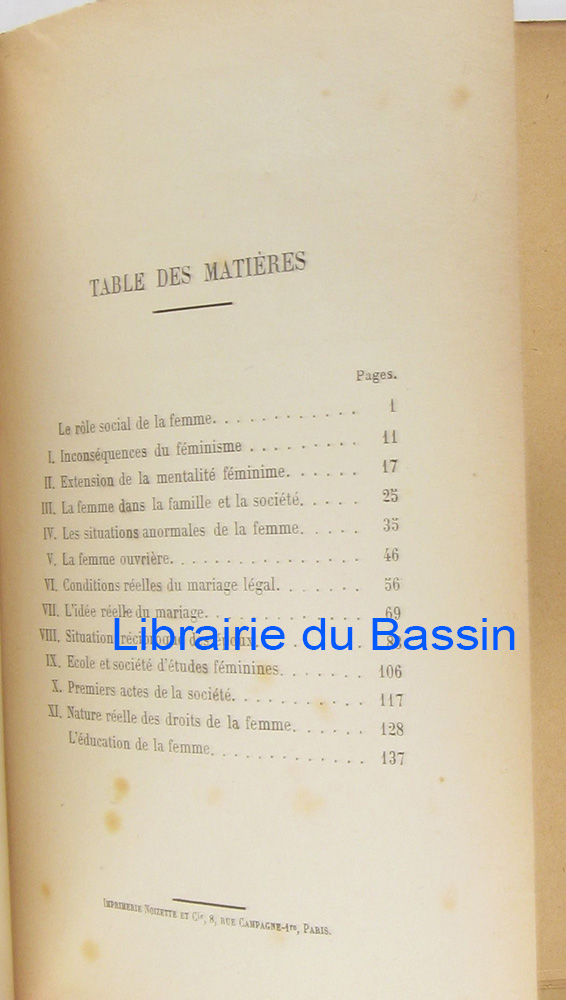 TABLE DES MATIÈRES
Pages.
Le rôle social de la femme. . . . . . . . . . . . 1
I. Inconséquences du féminisme . . . . . . . . . 11
II. Extension de la mentalité féminime. . . . . . 17
III. La femme dans la famille et la société. . . . . 25
IV. Les situations anormales de la femme. . . . . 35
V. La femme ouvrière. . . . . . . . . . . . . . 46
VI. Conditions réelles du mariage légal. . . . . . 56
VII. L'idée réelle du mariage. . . . . . . . . . . 69
VIII. Situation réciproque des époux.
Librairie du Bassin
IX. Ecole et société d'études féminines. . . . . . 106
X. Premiers actes de la société. . . . . . . . . 117
XI. Nature réelle des droits de la femme. . . . . . 128
L'éducation de la femme. . . . . . . . . . . . 137
IMPRIMERIE NOIZETTE ET Cie, 8, RUE CAMPAGNE-1re, PARIS.